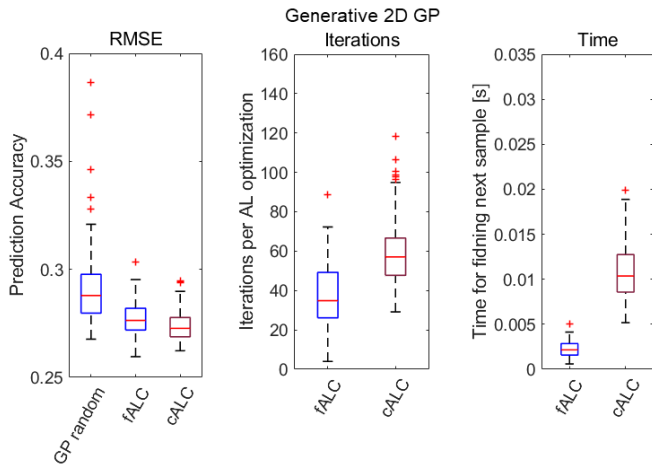 Generative 2D GP
RMSE
Iterations
Time
Prediction Accuracy
0.4
0.35
0.3
0.25
GP random
fALC
cALC
Iterations per AL optimization
160
140
120
100
80
60
40
20
0
fALC
cALC
Time for fidning next sample [s]
0.035
0.03
0.025
0.02
0.015
0.01
0.005
0
fALC
cALC